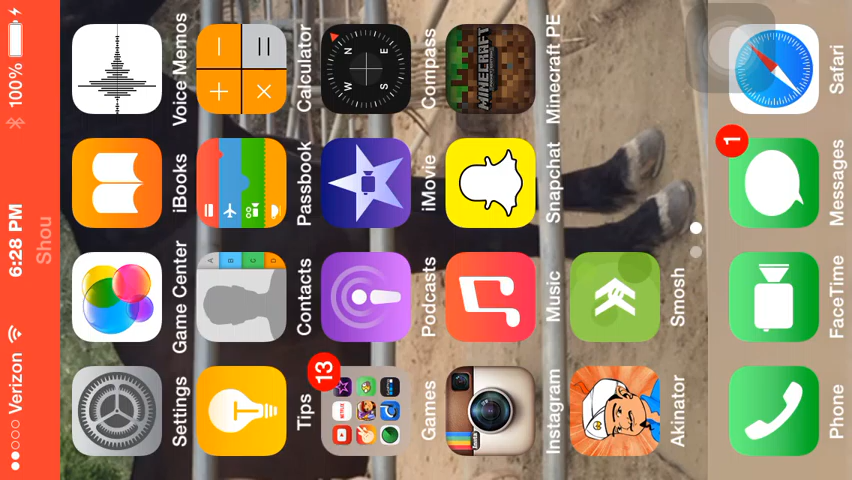 Verizon 6:28 PM 100%
Shou
Settings Game Center iBooks Voice Memos
Tips Contacts Passbook Calculator
Games Podcasts iMovie Compass
Instagram Music Snapchat Minecraft PE
Akinator Smosh
Phone FaceTime Messages Safari
13
1
A
B
C
D
N
W
E
S
MINECRAFT
NETFLIX